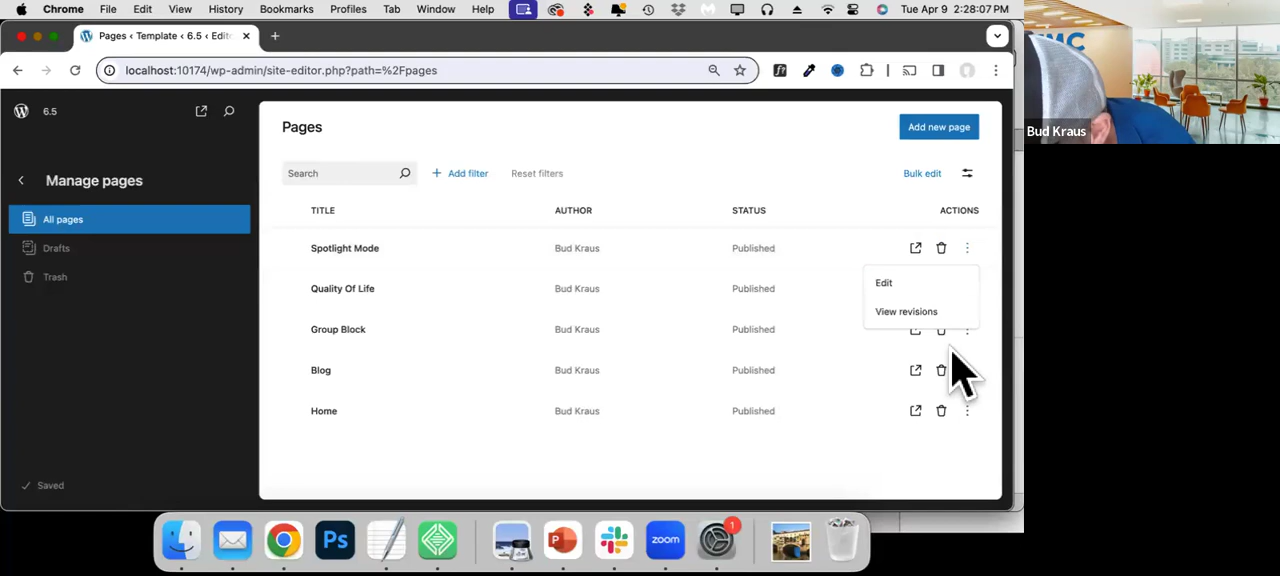 Chrome File Edit View History Bookmarks Profiles Tab Window Help Tue Apr 9 2:28:07 PM
Pages ‹ Template ‹ 6.5 ‹ Edit
localhost:10174/wp-admin/site-editor.php?path=%2Fpages
MC
Bud Kraus
6.5
Pages
Add new page
Manage pages
Search
Add filter
Reset filters
Bulk edit
All pages
TITLE AUTHOR STATUS ACTIONS
Drafts
Spotlight Mode Bud Kraus Published
Trash
Edit
Quality Of Life Bud Kraus Published
View revisions
Group Block Bud Kraus Published
Blog Bud Kraus Published
Home Bud Kraus Published
Saved
Ps
zoom
1